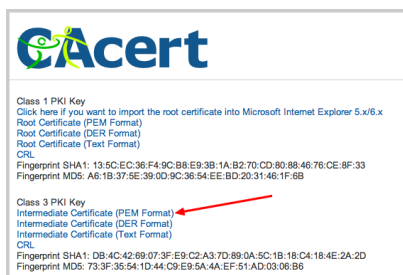 CAcert
Class 1 PKI Key
Click here if you want to import the root certificate into Microsoft Internet Explorer 5.x/6.x
Root Certificate (PEM Format)
Root Certificate (DER Format)
Root Certificate (Text Format)
CRL
Fingerprint SHA1: 13:5C:EC:36:F4:9C:B8:E9:3B:1A:B2:70:CD:80:88:46:76:CE:8F:33
Fingerprint MD5: A6:1B:37:5E:39:0D:9C:36:54:EE:BD:20:31:46:1F:6B
Class 3 PKI Key
Intermediate Certificate (PEM Format)
Intermediate Certificate (DER Format)
Intermediate Certificate (Text Format)
CRL
Fingerprint SHA1: DB:4C:42:69:07:3F:E9:C2:A3:7D:89:0A:5C:1B:18:C4:18:4E:2A:2D
Fingerprint MD5: 73:3F:35:54:1D:44:C9:E9:5A:4A:EF:51:AD:03:06:B6